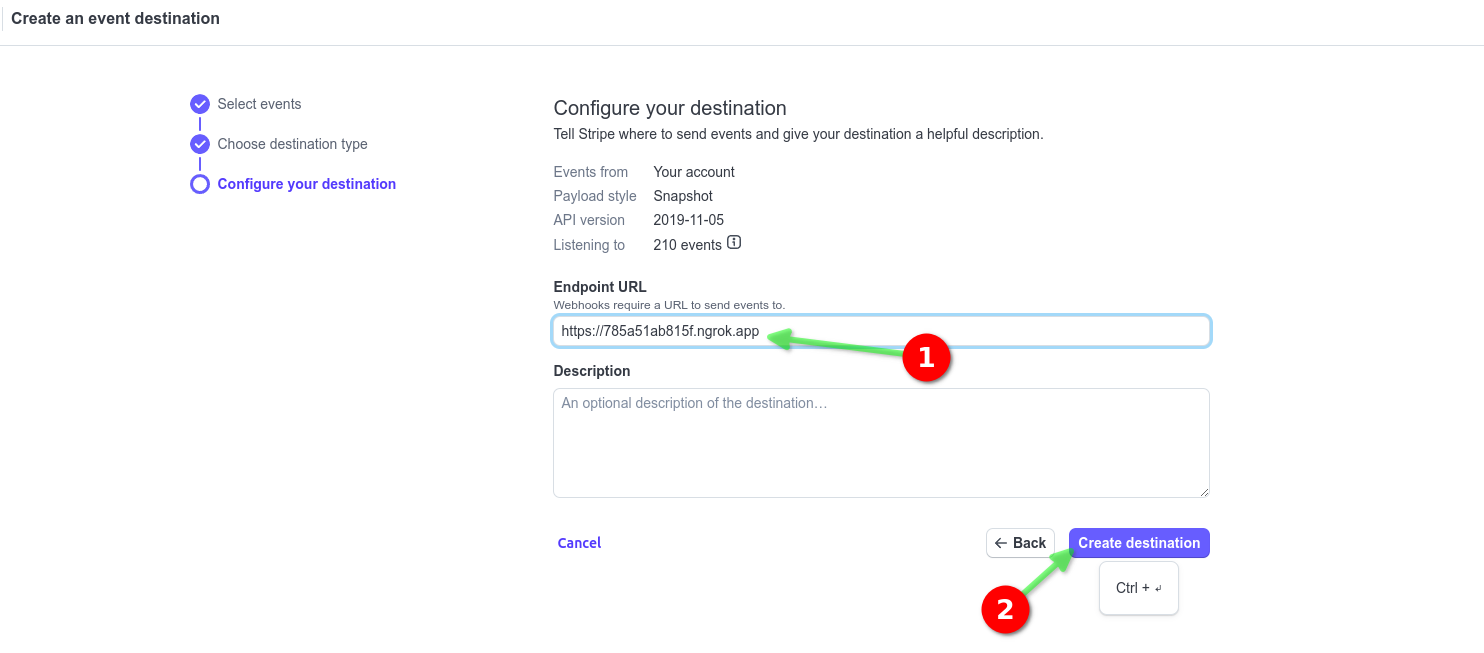 Create an event destination
Select events
Choose destination type
Configure your destination
Configure your destination
Tell Stripe where to send events and give your destination a helpful description.
Events from Your account
Payload style Snapshot
API version 2019-11-05
Listening to 210 events
Endpoint URL
Webhooks require a URL to send events to.
https://785a51ab815f.ngrok.app
1
Description
An optional description of the destination…
Cancel
← Back
Create destination
Ctrl + ↵
2